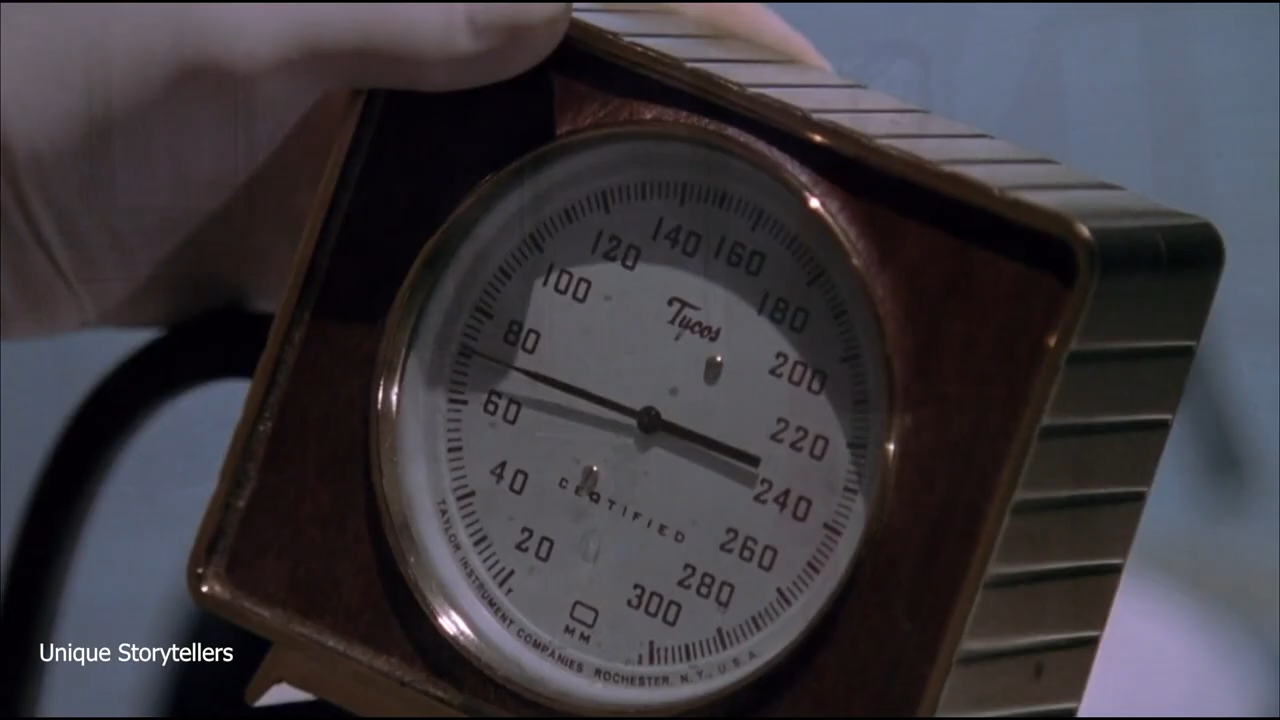 140 160
120
180
100
Tycos
80
200
60
220
40
CERTIFIED
240
20
260
280
300
MM
TAYLOR INSTRUMENT COMPANIES ROCHESTER, N.Y., U.S.A.
Unique Storytellers